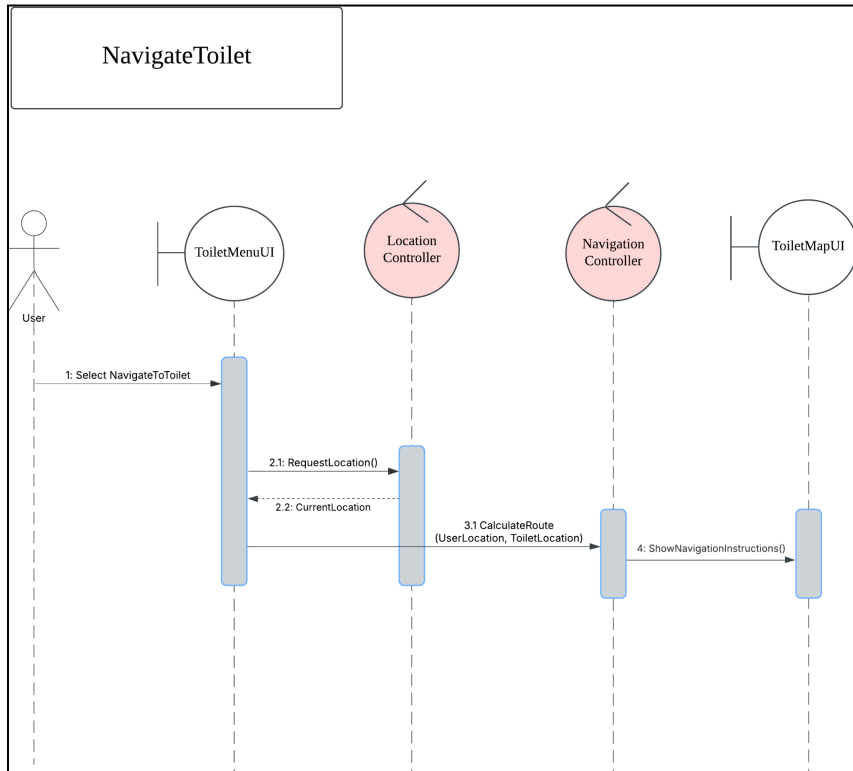 NavigateToilet
ToiletMenuUI
Location
Controller
Navigation
Controller
ToiletMapUI
User
1: Select NavigateToToilet
2.1: RequestLocation()
2.2: CurrentLocation
3.1 CalculateRoute
(UserLocation, ToiletLocation)
4: ShowNavigationInstructions()